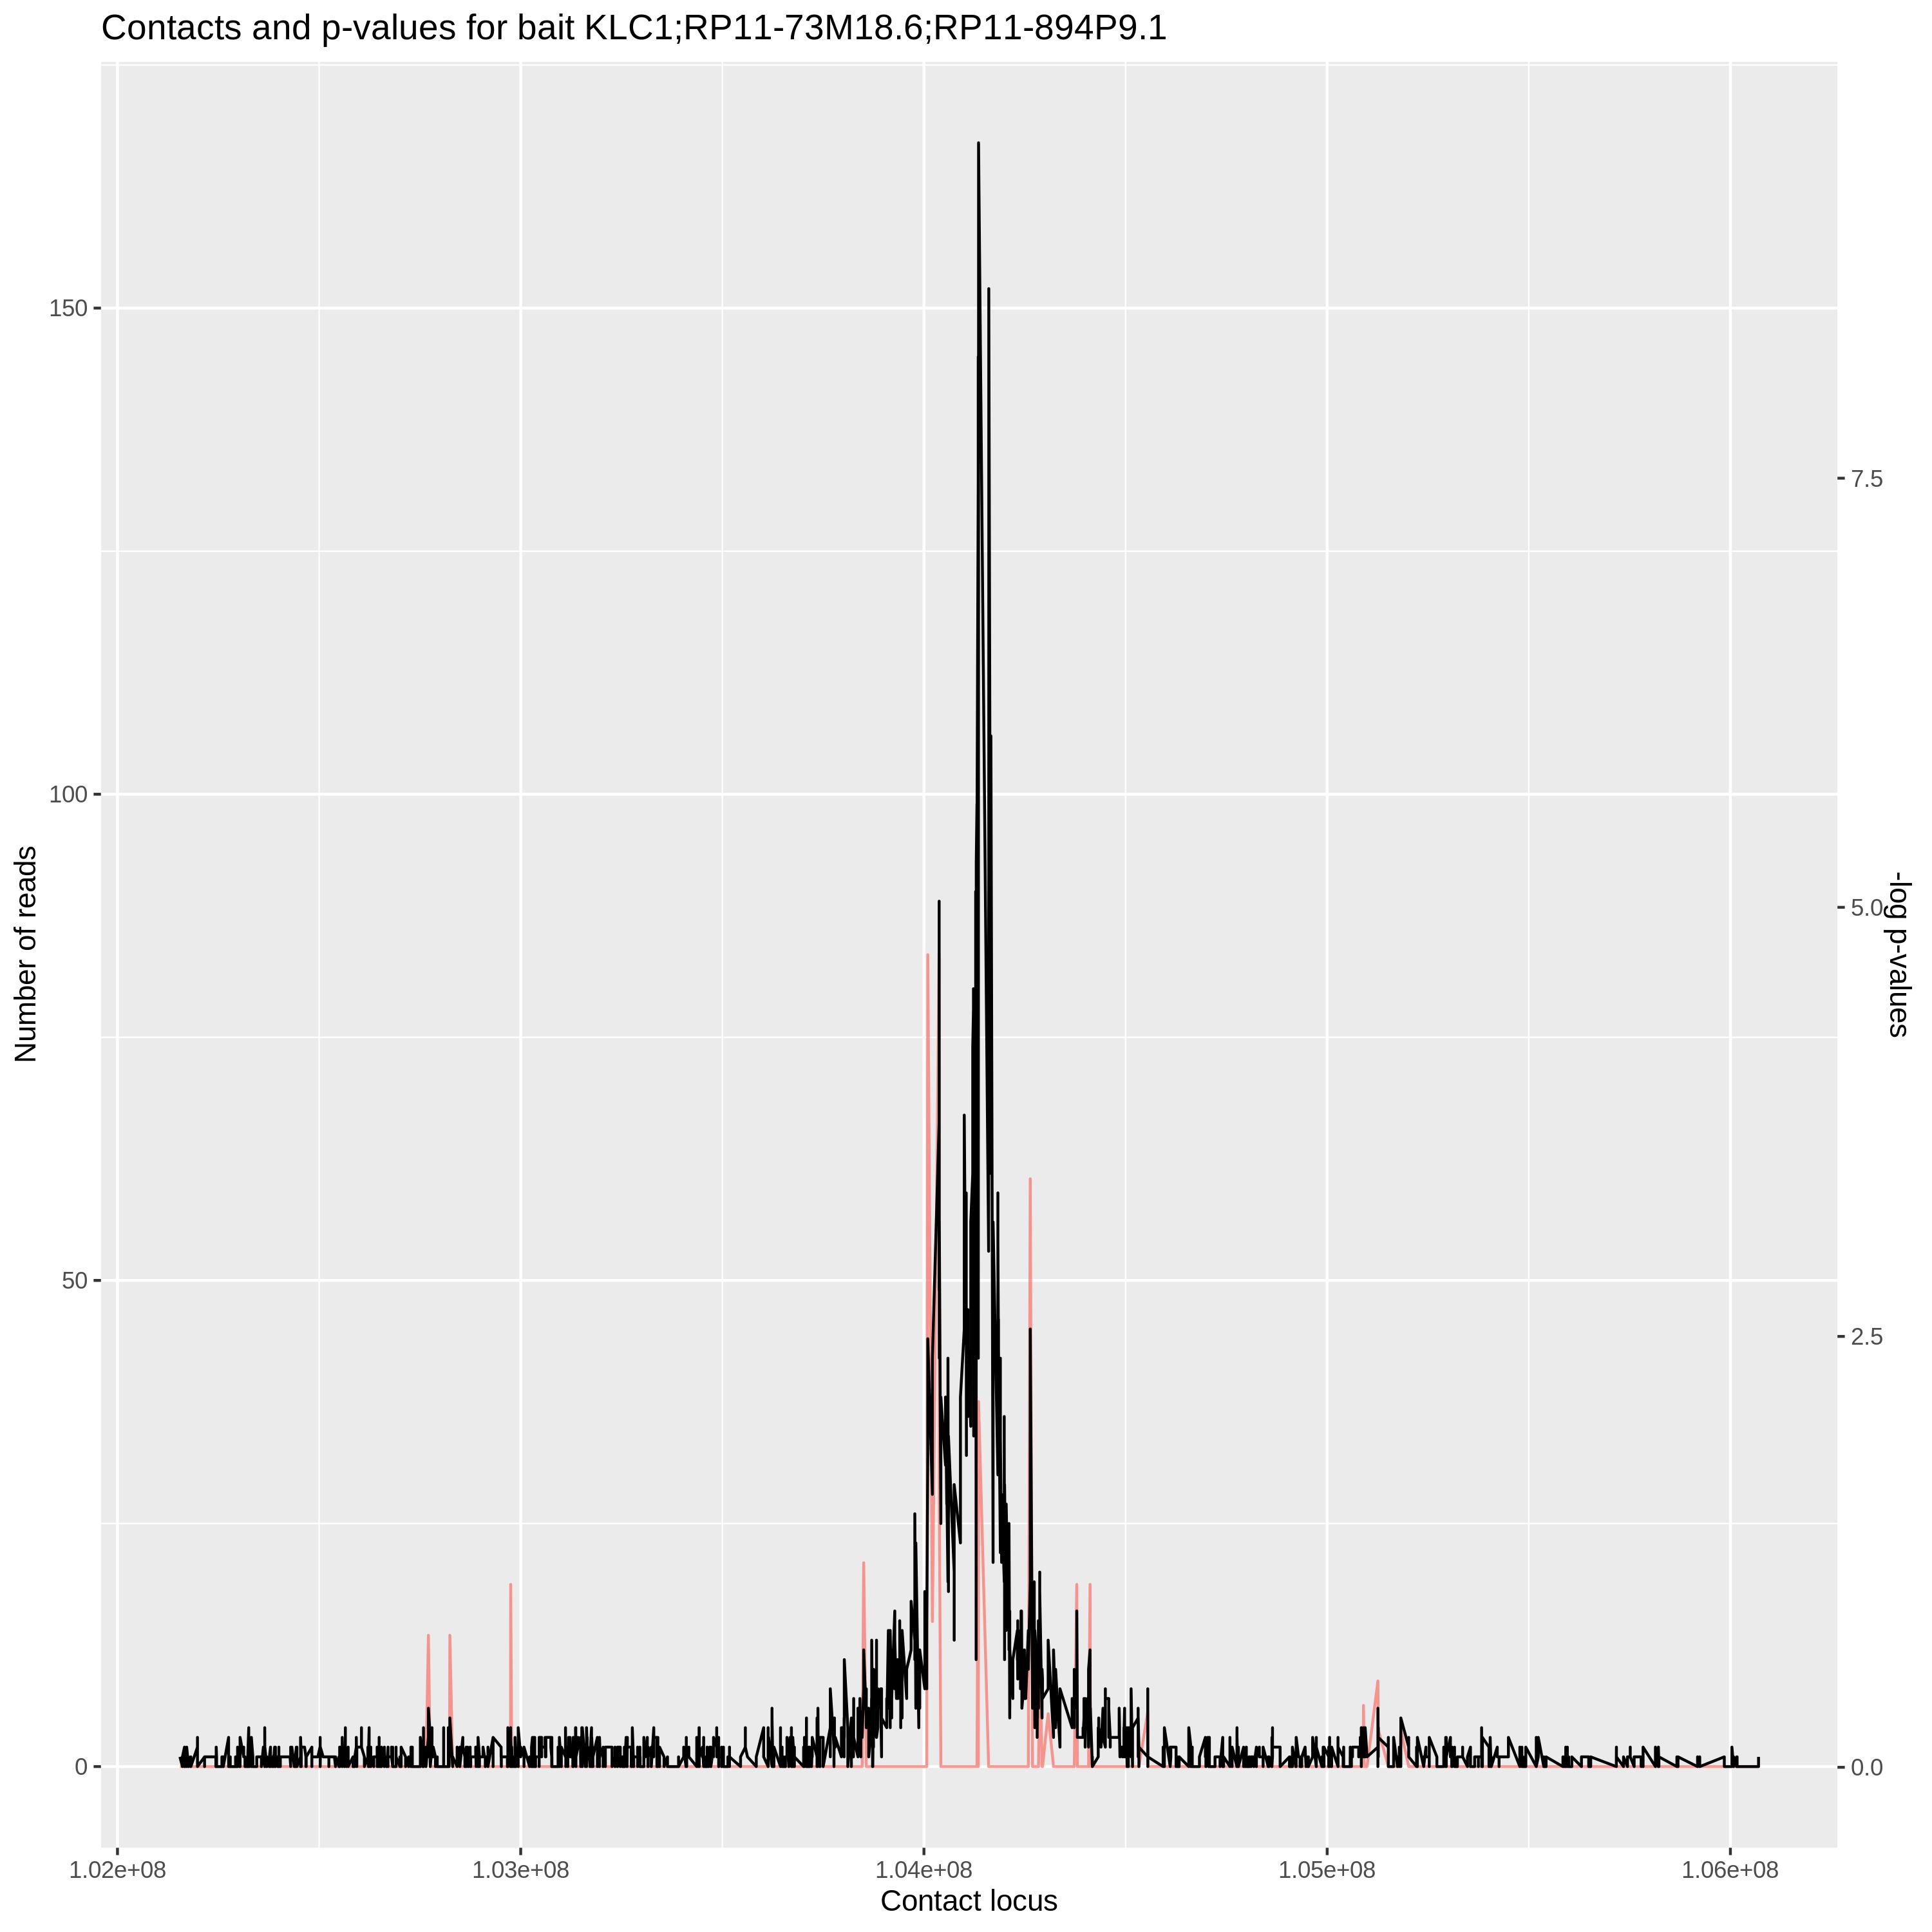 Contacts and p-values for bait KLC1;RP11-73M18.6;RP11-894P9.1
150
100
50
0
Number of reads
7.5
5.0
2.5
0.0
-log p-values
1.02e+08 1.03e+08 1.04e+08 1.05e+08 1.06e+08
Contact locus